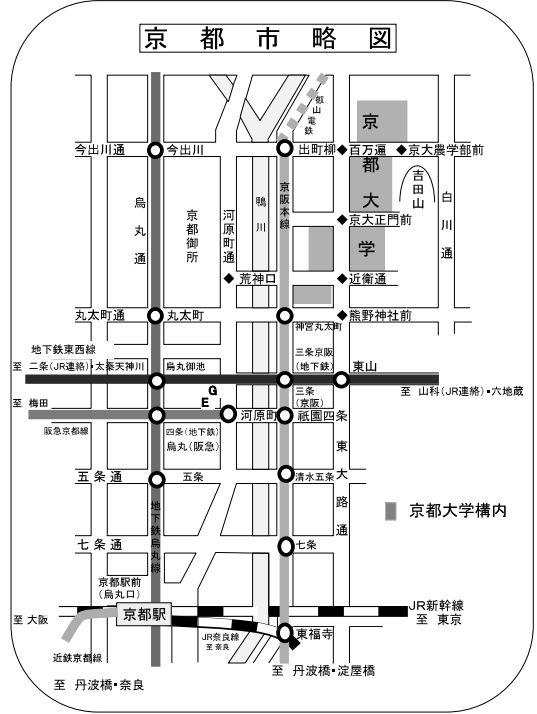 京都市略図
叡山電鉄
京都大学
今出川通
今出川
出町柳
百万遍
京大農学部前
吉田山
白川通
烏丸通
京都御所
河原町通
鴨川
京阪本線
京大正門前
荒神口
近衛通
丸太町通
丸太町
神宮丸太町
熊野神社前
地下鉄東西線
至 二条(JR連絡)・太秦天神川
烏丸御池
三条京阪
(地下鉄)
東山
至 山科(JR連絡)・六地蔵
三条
(京阪)
至 梅田
G
E
河原町
祇園四条
阪急京都線
四条(地下鉄)
烏丸(阪急)
東大路通
五条通
五条
清水五条
地下鉄烏丸線
京都大学構内
七条通
七条
京都駅前
(烏丸口)
京都駅
JR新幹線
至 東京
至 大阪
JR奈良線
至 奈良
東福寺
近鉄京都線
至 丹波橋・淀屋橋
至 丹波橋・奈良